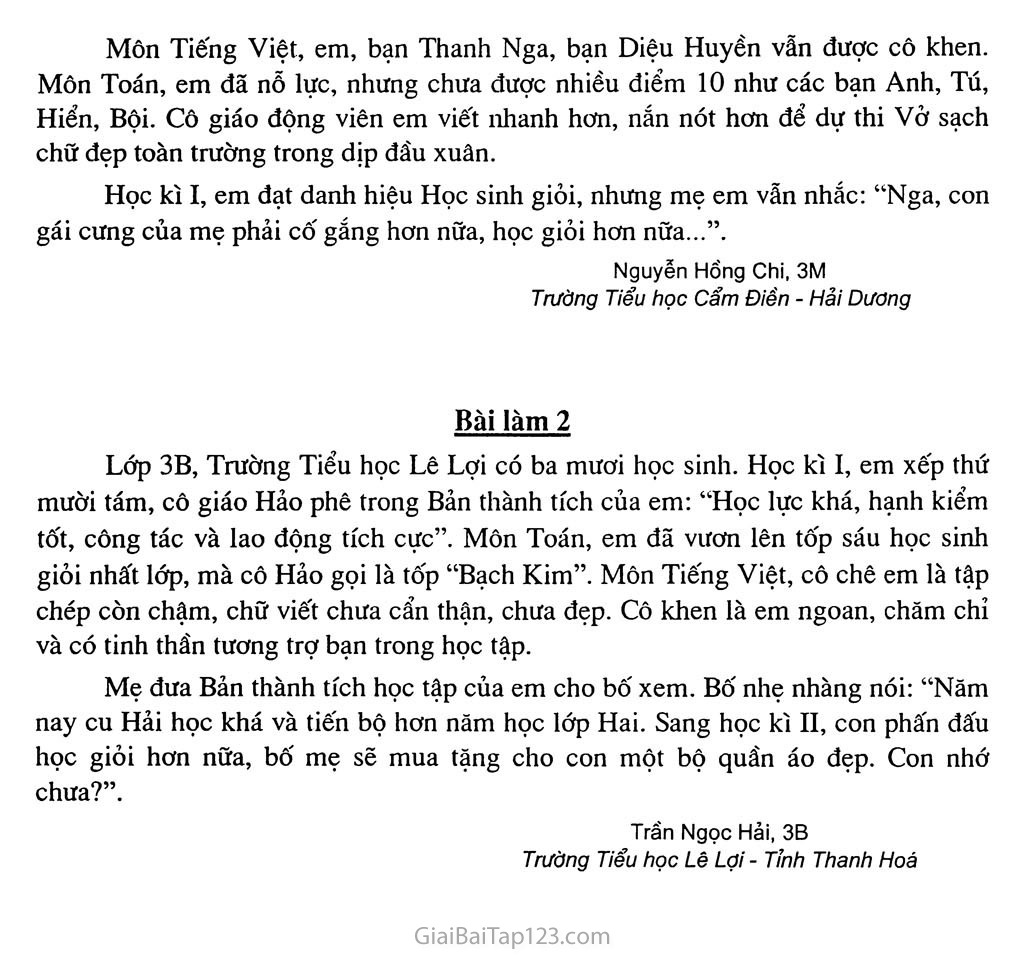 Môn Tiếng Việt, em, bạn Thanh Nga, bạn Diệu Huyền vẫn được cô khen.
Môn Toán, em đã nỗ lực, nhưng chưa được nhiều điểm 10 như các bạn Anh, Tú,
Hiển, Bội. Cô giáo động viên em viết nhanh hơn, nắn nót hơn để dự thi Vở sạch
chữ đẹp toàn trường trong dịp đầu xuân.
Học kì I, em đạt danh hiệu Học sinh giỏi, nhưng mẹ em vẫn nhắc: “Nga, con
gái cưng của mẹ phải cố gắng hơn nữa, học giỏi hơn nữa...”.
Nguyễn Hồng Chi, 3M
Trường Tiểu học Cẩm Điền - Hải Dương
Bài làm 2
Lớp 3B, Trường Tiểu học Lê Lợi có ba mươi học sinh. Học kì I, em xếp thứ
mười tám, cô giáo Hảo phê trong Bản thành tích của em: “Học lực khá, hạnh kiểm
tốt, công tác và lao động tích cực”. Môn Toán, em đã vươn lên tốp sáu học sinh
giỏi nhất lớp, mà cô Hảo gọi là tốp “Bạch Kim”. Môn Tiếng Việt, cô chê em là tập
chép còn chậm, chữ viết chưa cẩn thận, chưa đẹp. Cô khen là em ngoan, chăm chỉ
và có tinh thần tương trợ bạn trong học tập.
Mẹ đưa Bản thành tích học tập của em cho bố xem. Bố nhẹ nhàng nói: “Năm
nay cu Hải học khá và tiến bộ hơn năm học lớp Hai. Sang học kì II, con phấn đấu
học giỏi hơn nữa, bố mẹ sẽ mua tặng cho con một bộ quần áo đẹp. Con nhớ
chưa?”.
Trần Ngọc Hải, 3B
Trường Tiểu học Lê Lợi - Tỉnh Thanh Hoá
GiaiBaiTap123.com